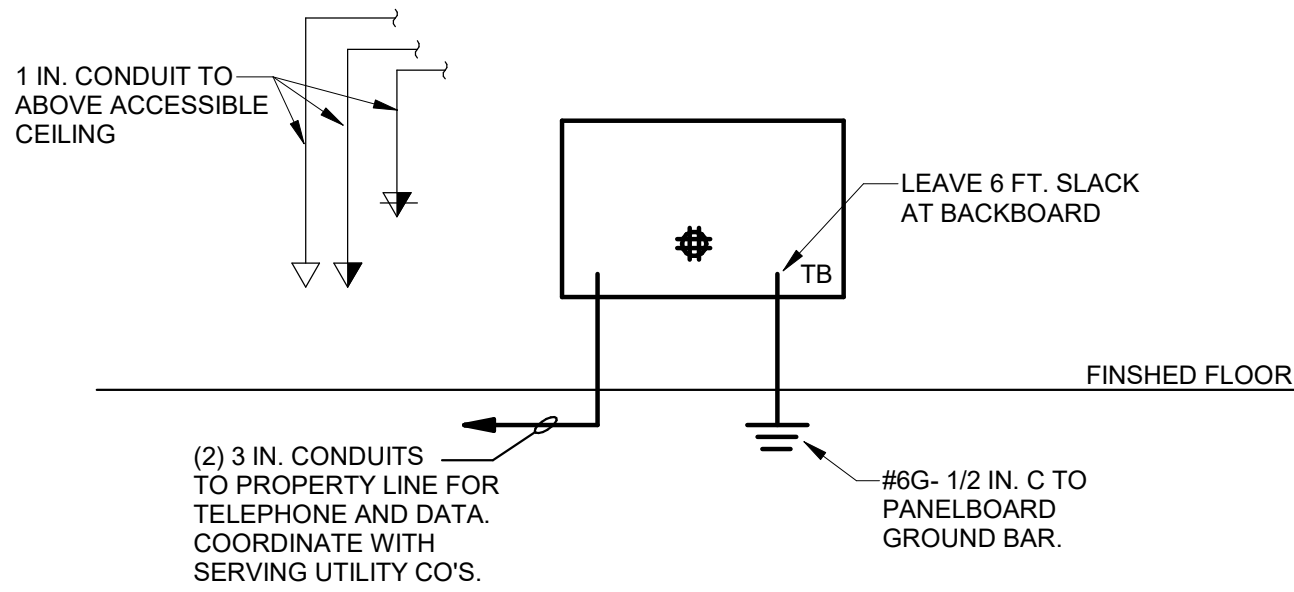 1 IN. CONDUIT TO
ABOVE ACCESSIBLE
CEILING
LEAVE 6 FT. SLACK
AT BACKBOARD
TB
FINSHED FLOOR
(2) 3 IN. CONDUITS
TO PROPERTY LINE FOR
TELEPHONE AND DATA.
COORDINATE WITH
SERVING UTILITY CO'S.
#6G- 1/2 IN. C TO
PANELBOARD
GROUND BAR.